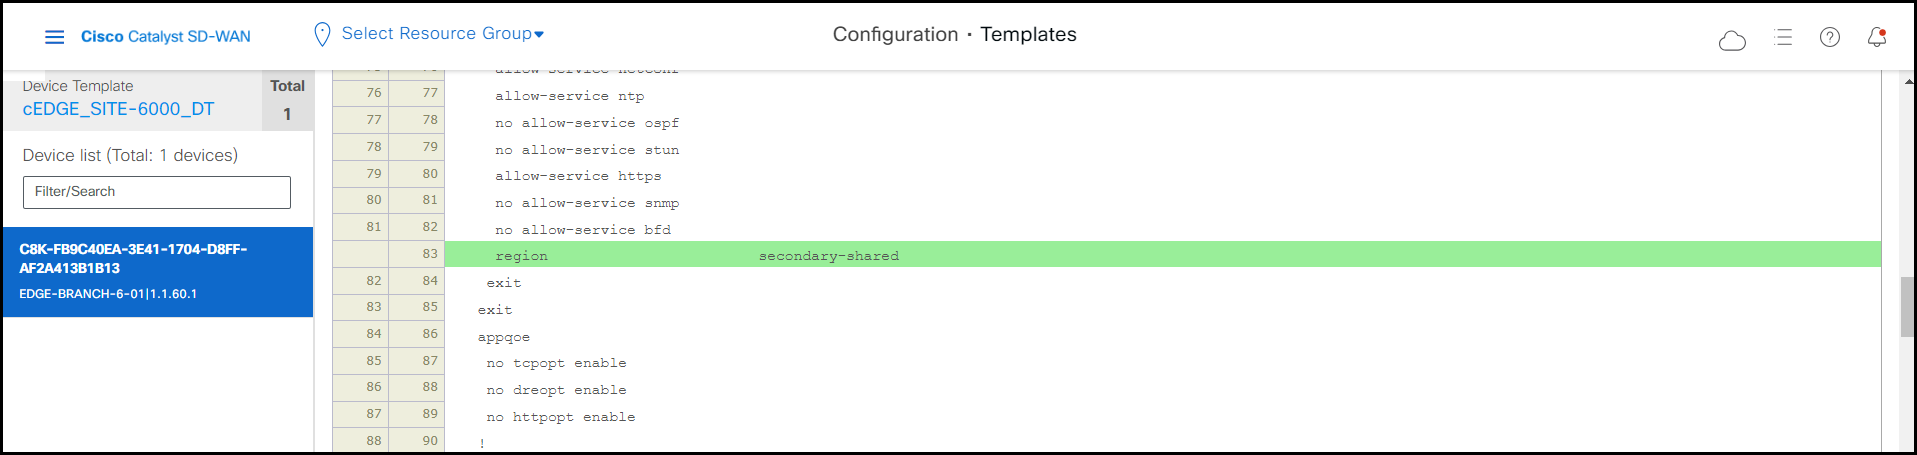 Cisco Catalyst SD-WAN
Select Resource Group
Configuration · Templates
Device Template
cEDGE_SITE-6000_DT
Total
1
Device list (Total: 1 devices)
Filter/Search
C8K-FB9C40EA-3E41-1704-D8FF-
AF2A413B1B13
EDGE-BRANCH-6-01|1.1.60.1
allow-service netconf
76 77 allow-service ntp
77 78 no allow-service ospf
78 79 no allow-service stun
79 80 allow-service https
80 81 no allow-service snmp
81 82 no allow-service bfd
83 region secondary-shared
82 84 exit
83 85 exit
84 86 appqoe
85 87 no tcpopt enable
86 88 no dreopt enable
87 89 no httpopt enable
88 90 !